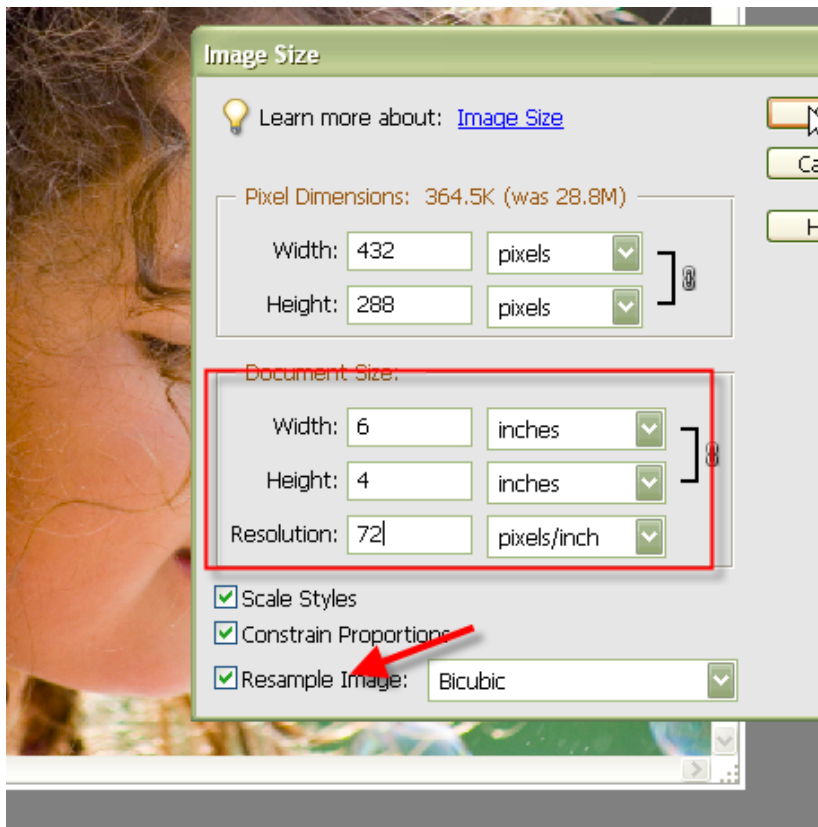 Image Size
Learn more about: Image Size
Pixel Dimensions: 364.5K (was 28.8M)
Width: 432 pixels
Height: 288 pixels
Document Size:
Width: 6 inches
Height: 4 inches
Resolution: 72 pixels/inch
Scale Styles
Constrain Proportions
Resample Image: Bicubic